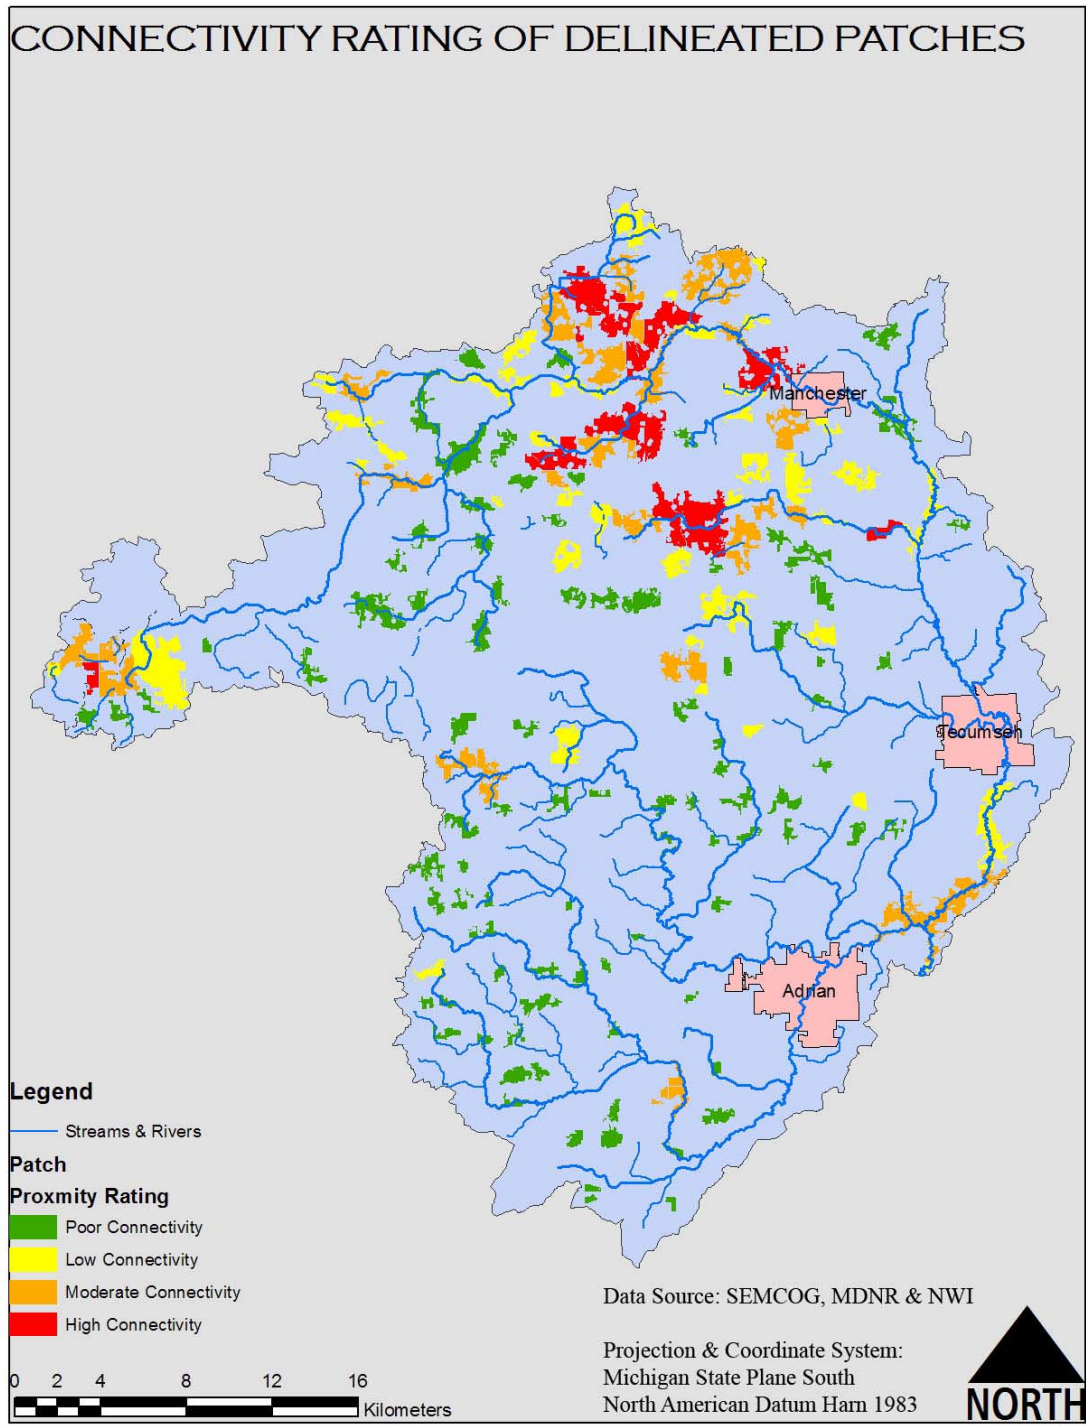 CONNECTIVITY RATING OF DELINEATED PATCHES
Manchester
Tecumseh
Adrian
Legend
Streams & Rivers
Patch
Proxmity Rating
Poor Connectivity
Low Connectivity
Moderate Connectivity
High Connectivity
0 2 4 8 12 16
Kilometers
Data Source: SEMCOG, MDNR & NWI
Projection & Coordinate System:
Michigan State Plane South
North American Datum Harn 1983
NORTH